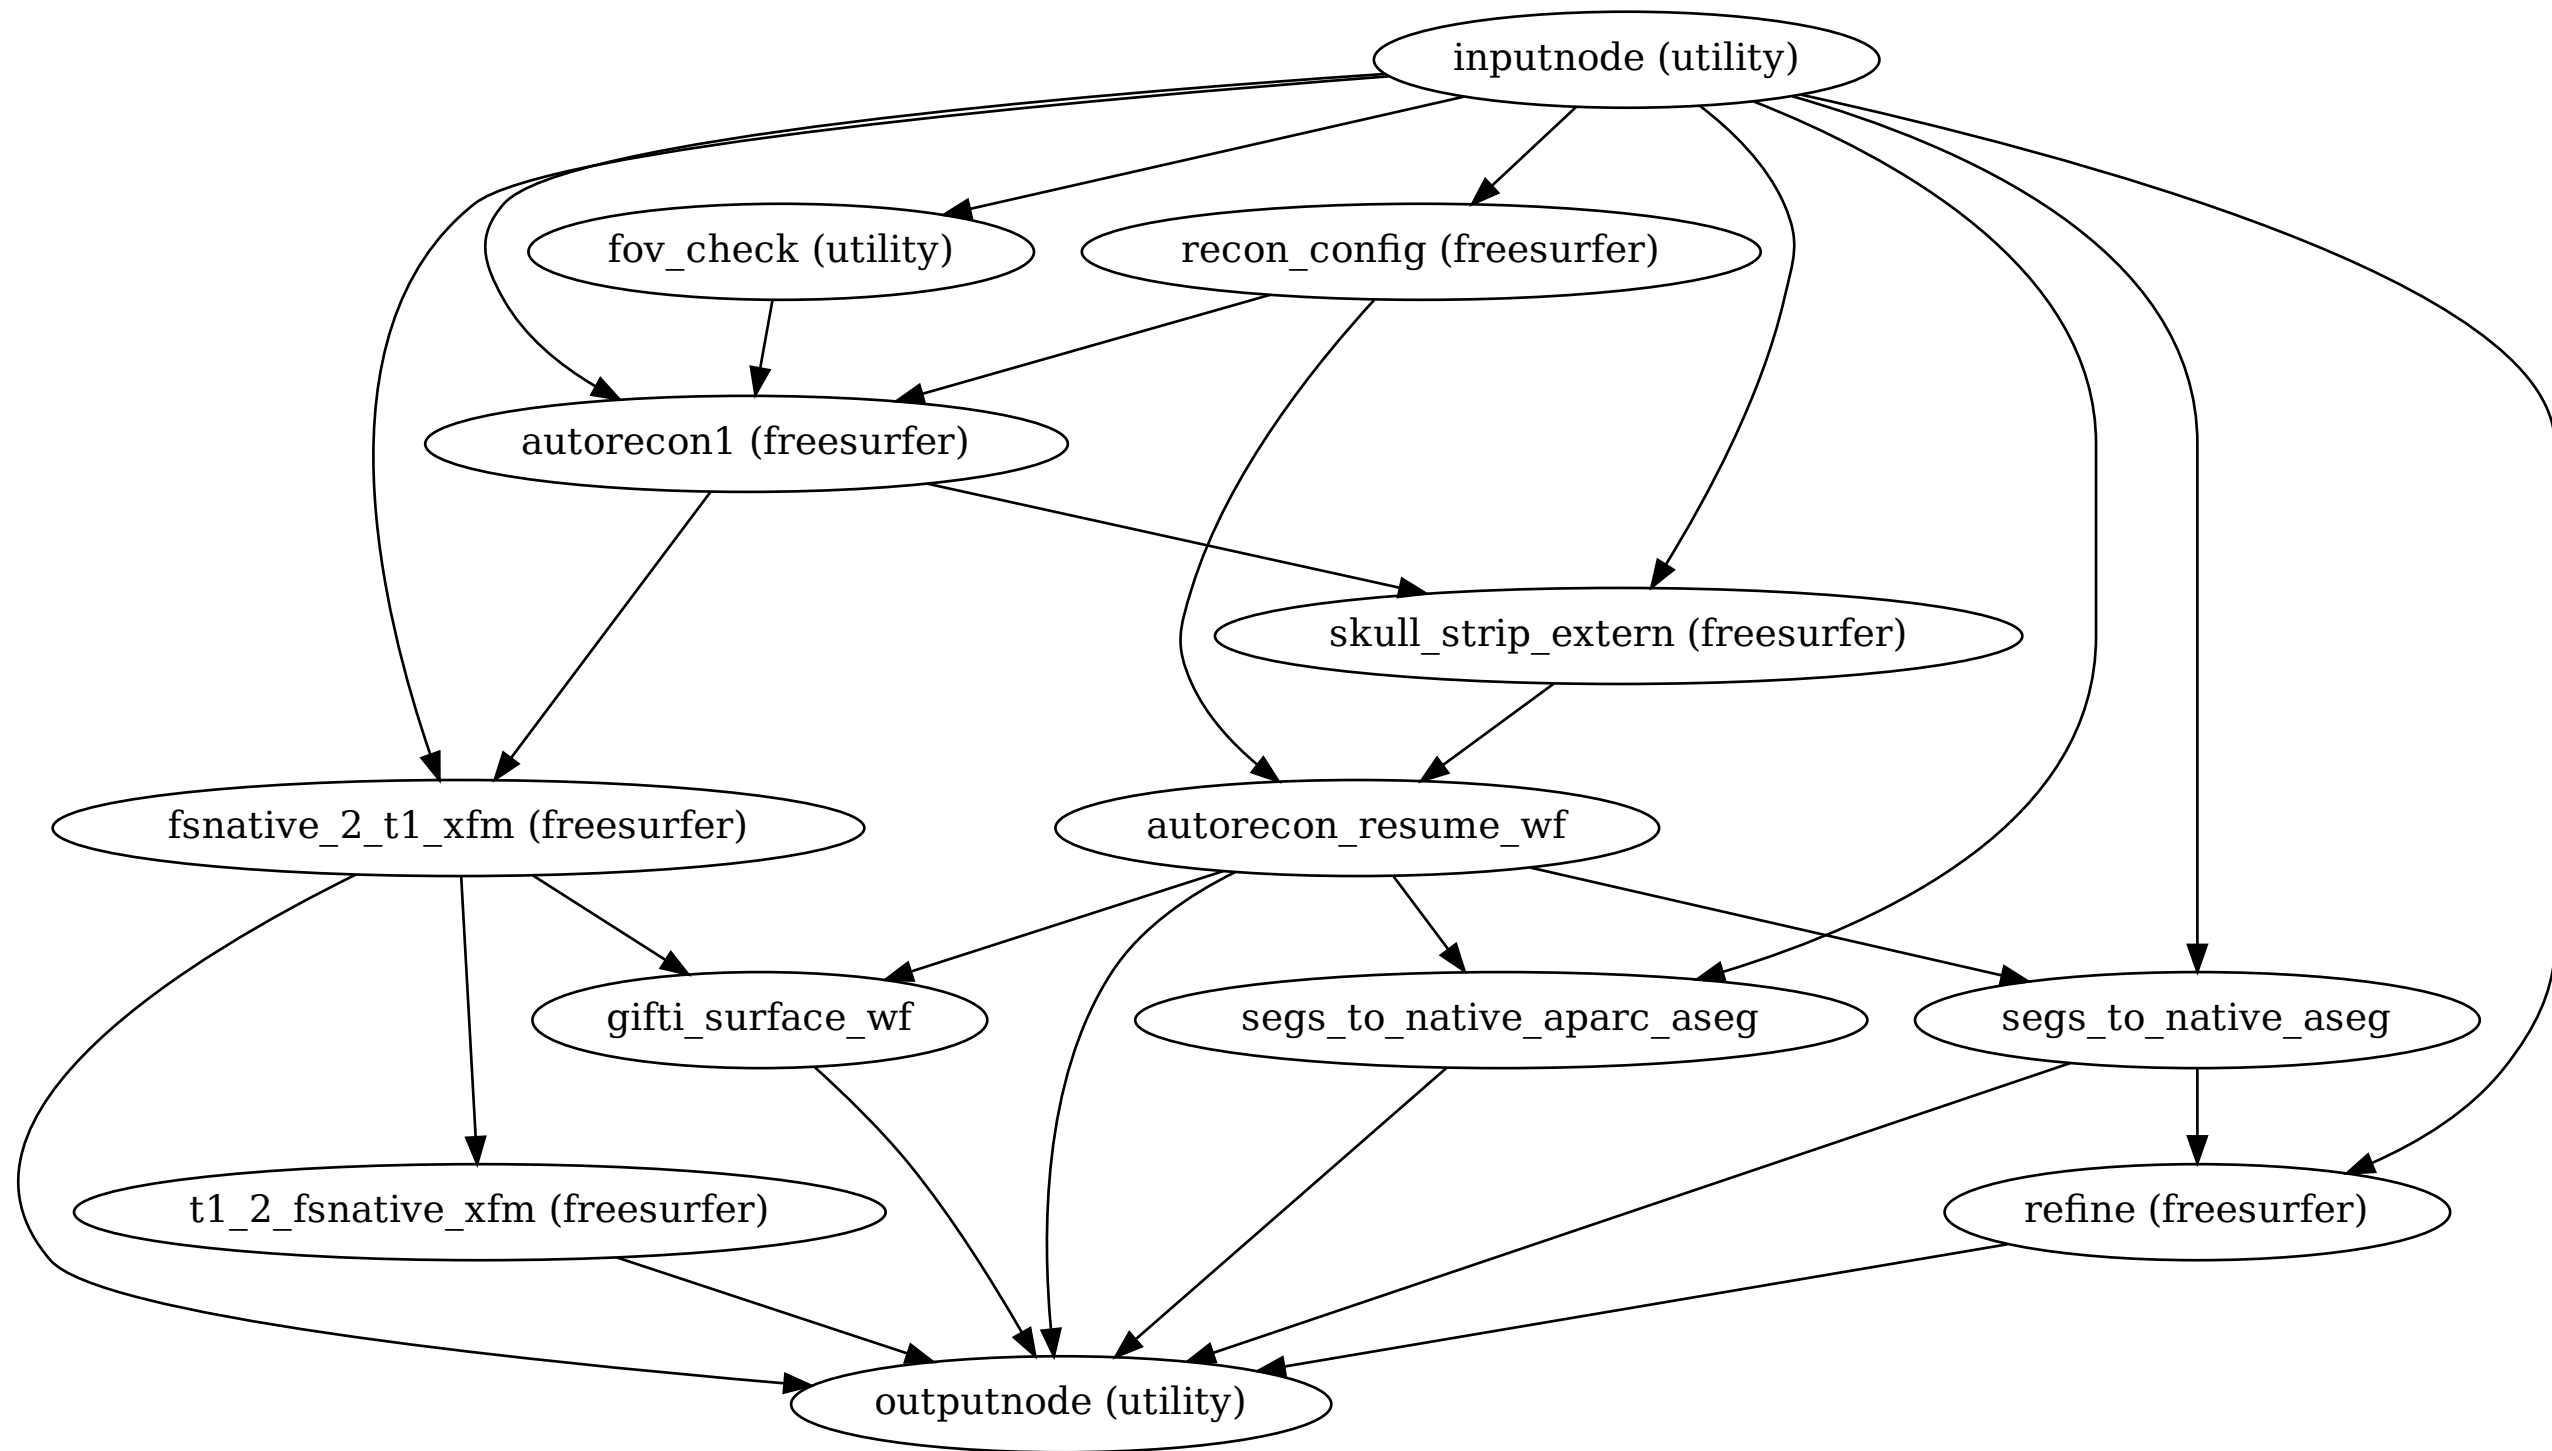 inputnode (utility)
fov_check (utility)
recon_config (freesurfer)
autorecon1 (freesurfer)
skull_strip_extern (freesurfer)
fsnative_2_t1_xfm (freesurfer)
autorecon_resume_wf
gifti_surface_wf
segs_to_native_aparc_aseg
segs_to_native_aseg
t1_2_fsnative_xfm (freesurfer)
refine (freesurfer)
outputnode (utility)